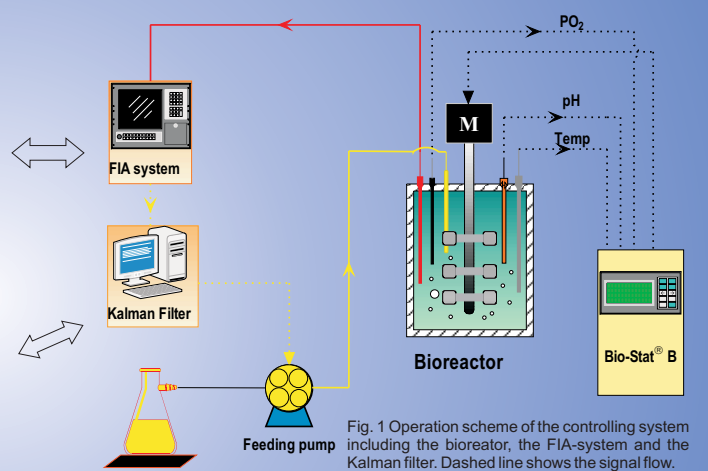 PO₂
M
pH
Temp
FIA system
Kalman Filter
Bioreactor
Bio-Stat® B
Feeding pump
Fig. 1 Operation scheme of the controlling system
including the bioreator, the FIA-system and the
Kalman filter. Dashed line shows the signal flow.